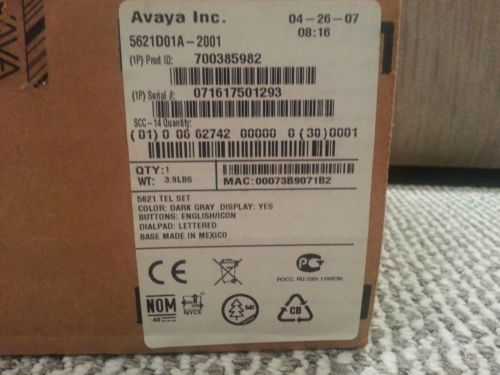 AYA
Avaya Inc.
04-26-07
08:16
5621D01A-2001
(1P) Prod ID: 700385982
(1P) Serial #: 071617501293
SCC-14 Quantity:
(01) 0 06 62742 00000 0 (30) 0001
QTY: 1
WT: 3.9LBS
MAC: 00073B9071B2
5621 TEL SET
COLOR: DARK GRAY DISPLAY: YES
BUTTONS: ENGLISH/ICON
DIALPAD: LETTERED
BASE MADE IN MEXICO
CE
NOM
NYCE
CB